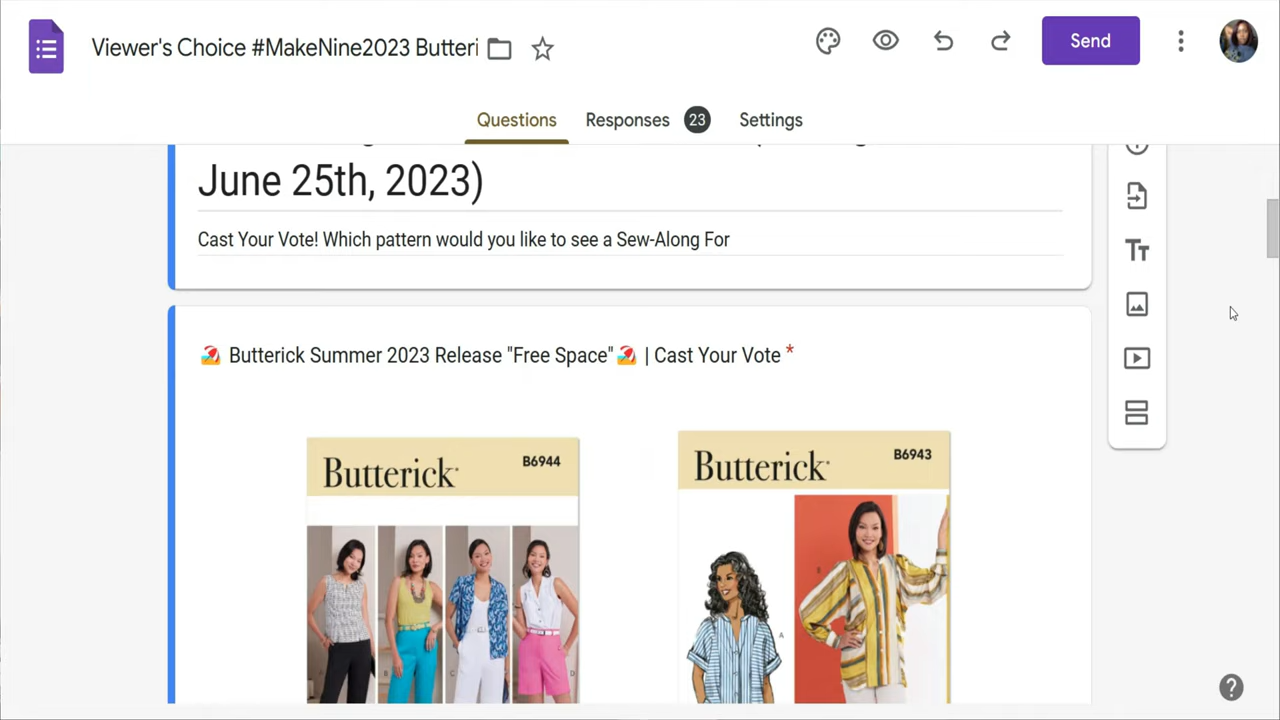 Viewer's Choice #MakeNine2023 Butteri
Send
Questions
Responses 23
Settings
June 25th, 2023)
Cast Your Vote! Which pattern would you like to see a Sew-Along For
🏖️ Butterick Summer 2023 Release "Free Space"🏖️ | Cast Your Vote *
Butterick B6944
Butterick B6943
Tт
A
B
B
C
D
?